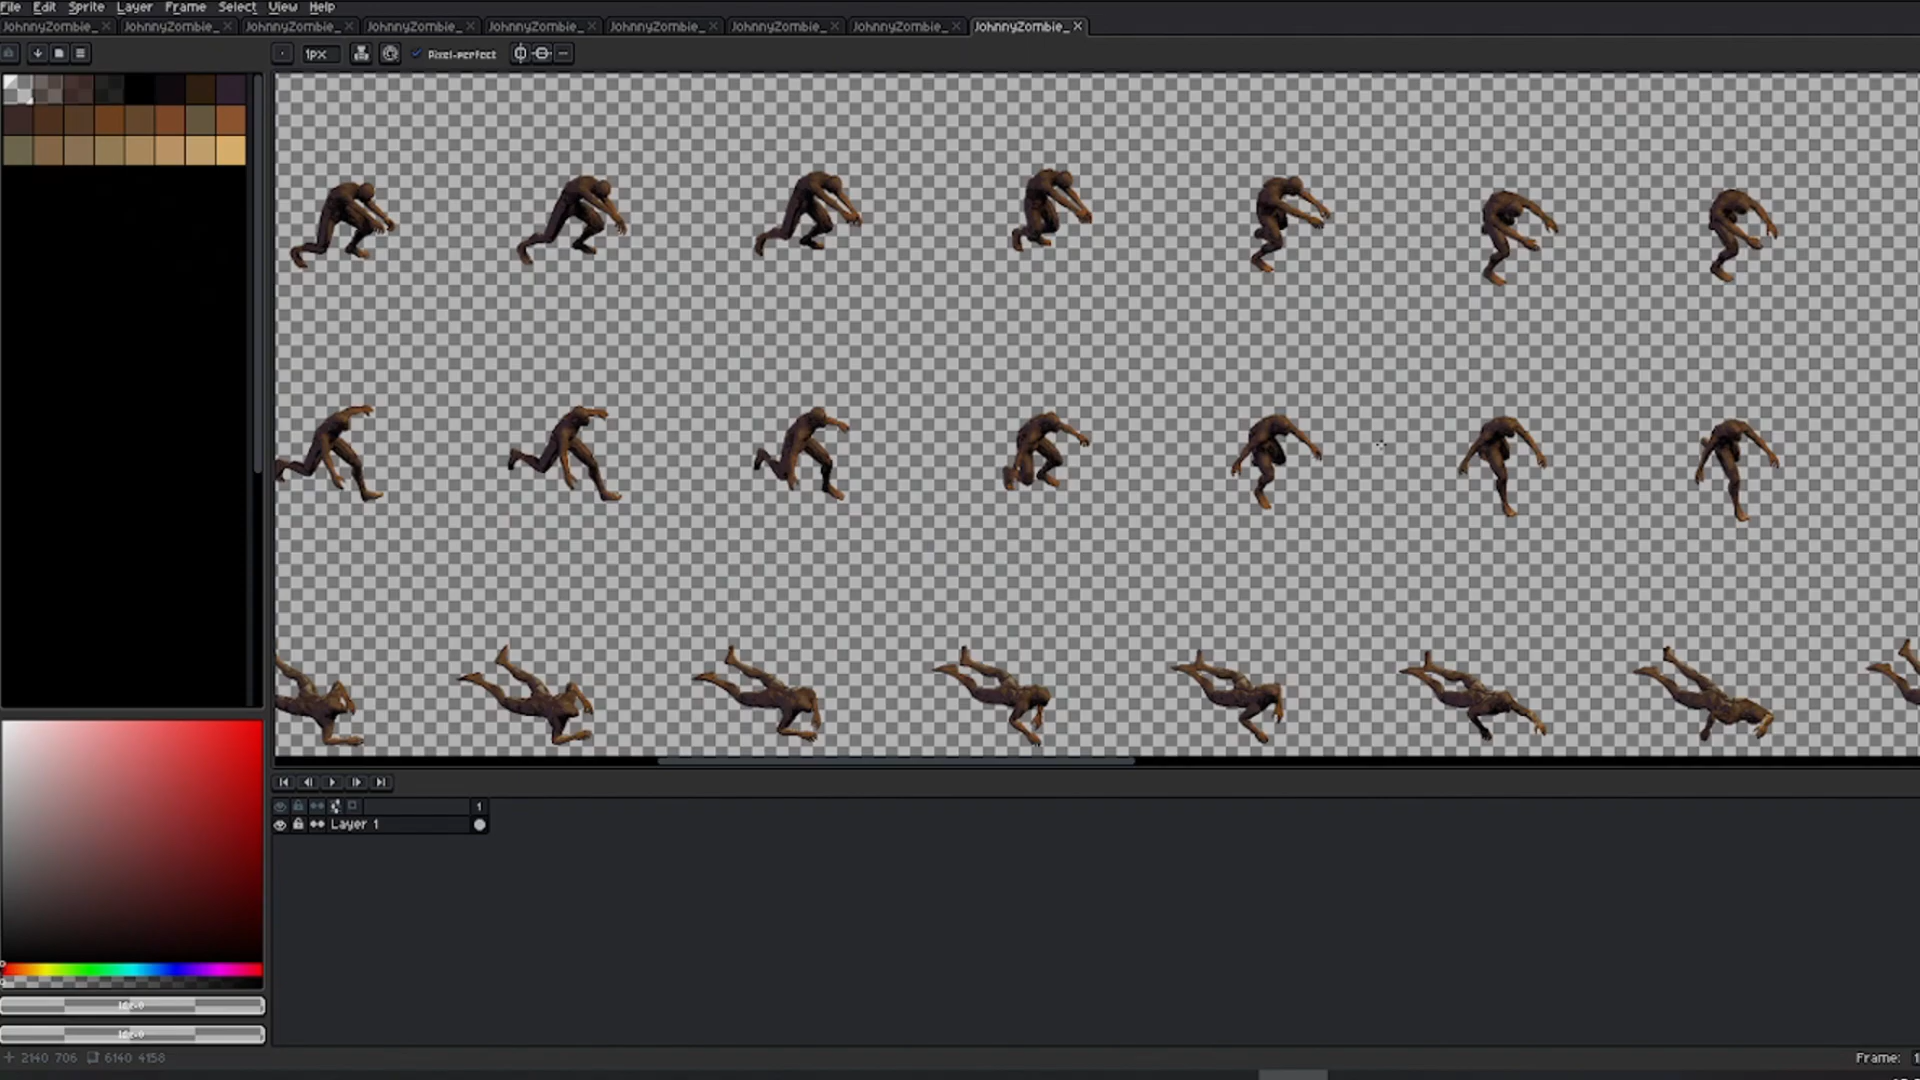 File Edit Sprite Layer Frame Select View Help
JohnnyZombie_ JohnnyZombie_ JohnnyZombie_ JohnnyZombie_ JohnnyZombie_ JohnnyZombie_ JohnnyZombie_ JohnnyZombie_ JohnnyZombie_
1px Pixel-perfect
1
Layer 1
2140 706 6140 4158 Frame: 1